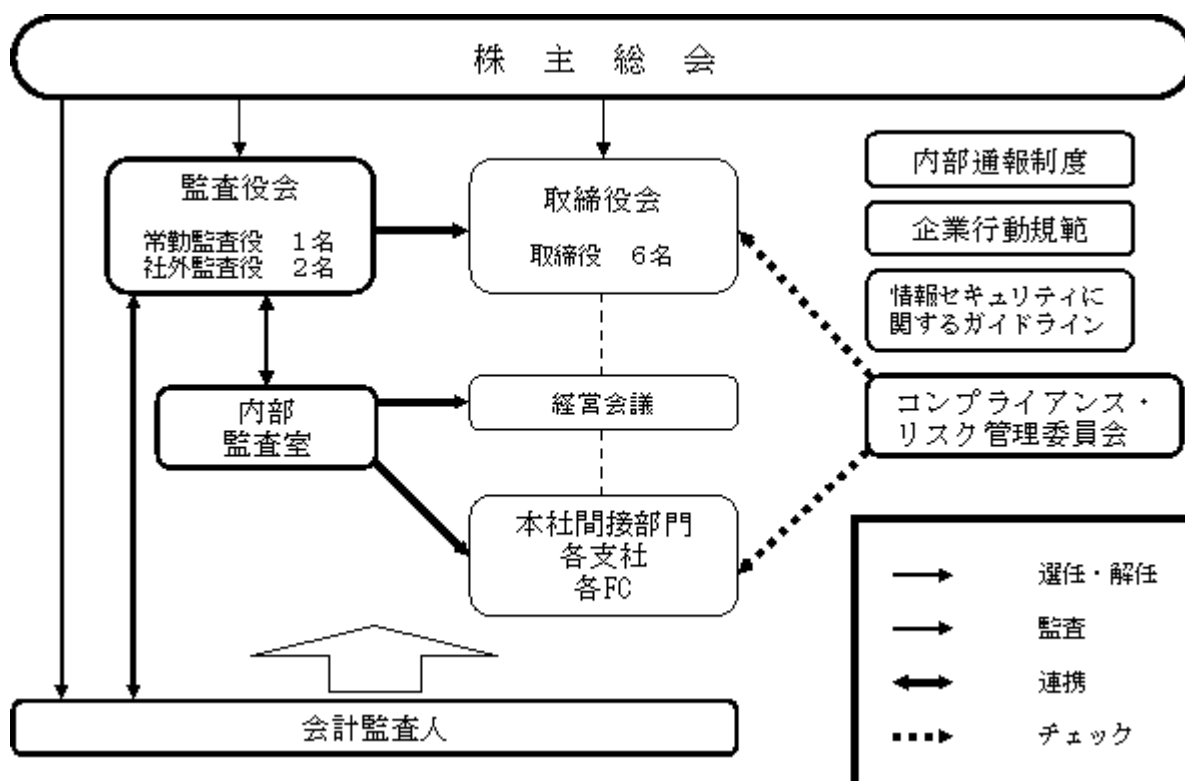 株主総会
監査役会
常勤監査役 1名
社外監査役 2名
取締役会
取締役 6名
内部通報制度
企業行動規範
情報セキュリティに
関するガイドライン
内部
監査室
経営会議
コンプライアンス・
リスク管理委員会
本社間接部門
各支社
各FC
選任・解任
監査
連携
チェック
会計監査人